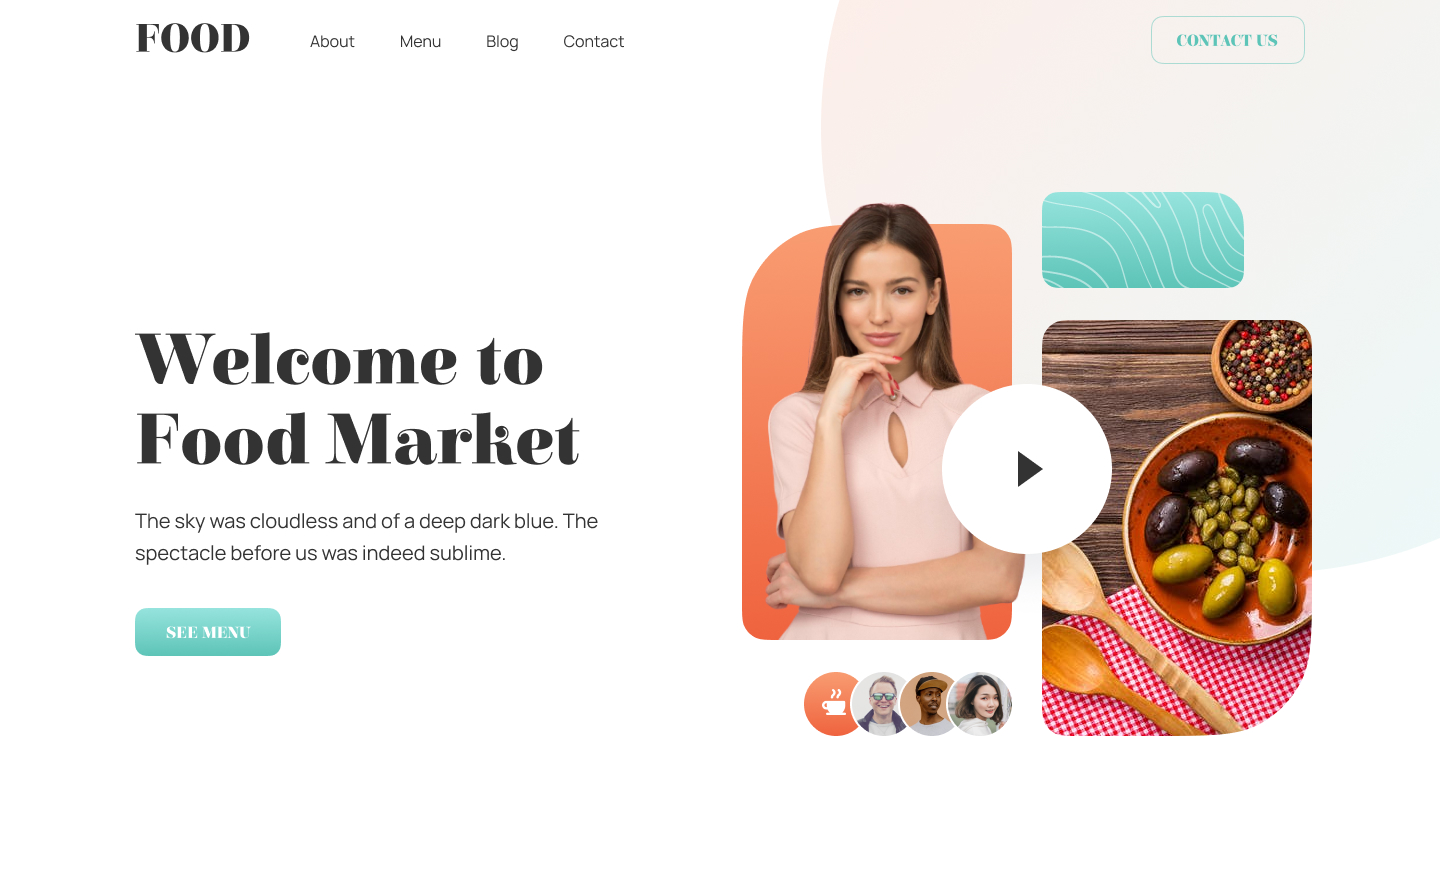 FOOD
About
Menu
Blog
Contact
CONTACT US
Welcome to
Food Market
The sky was cloudless and of a deep dark blue. The
spectacle before us was indeed sublime.
SEE MENU